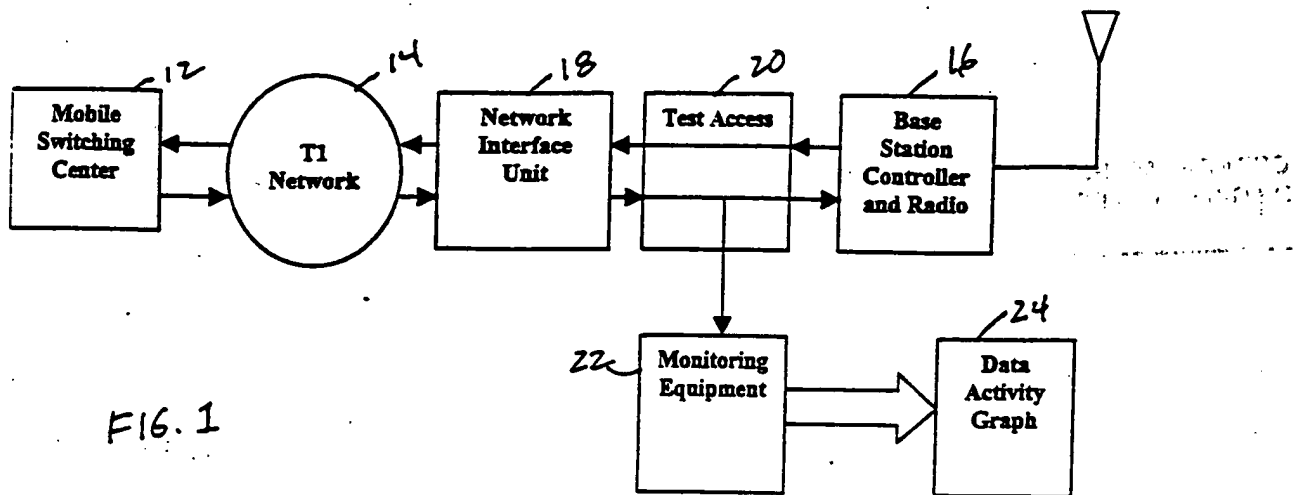 12
14
18
20
16
Mobile
Switching
Center
T1
Network
Network
Interface
Unit
Test Access
Base
Station
Controller
and Radio
22
Monitoring
Equipment
24
Data
Activity
Graph
FIG. 1